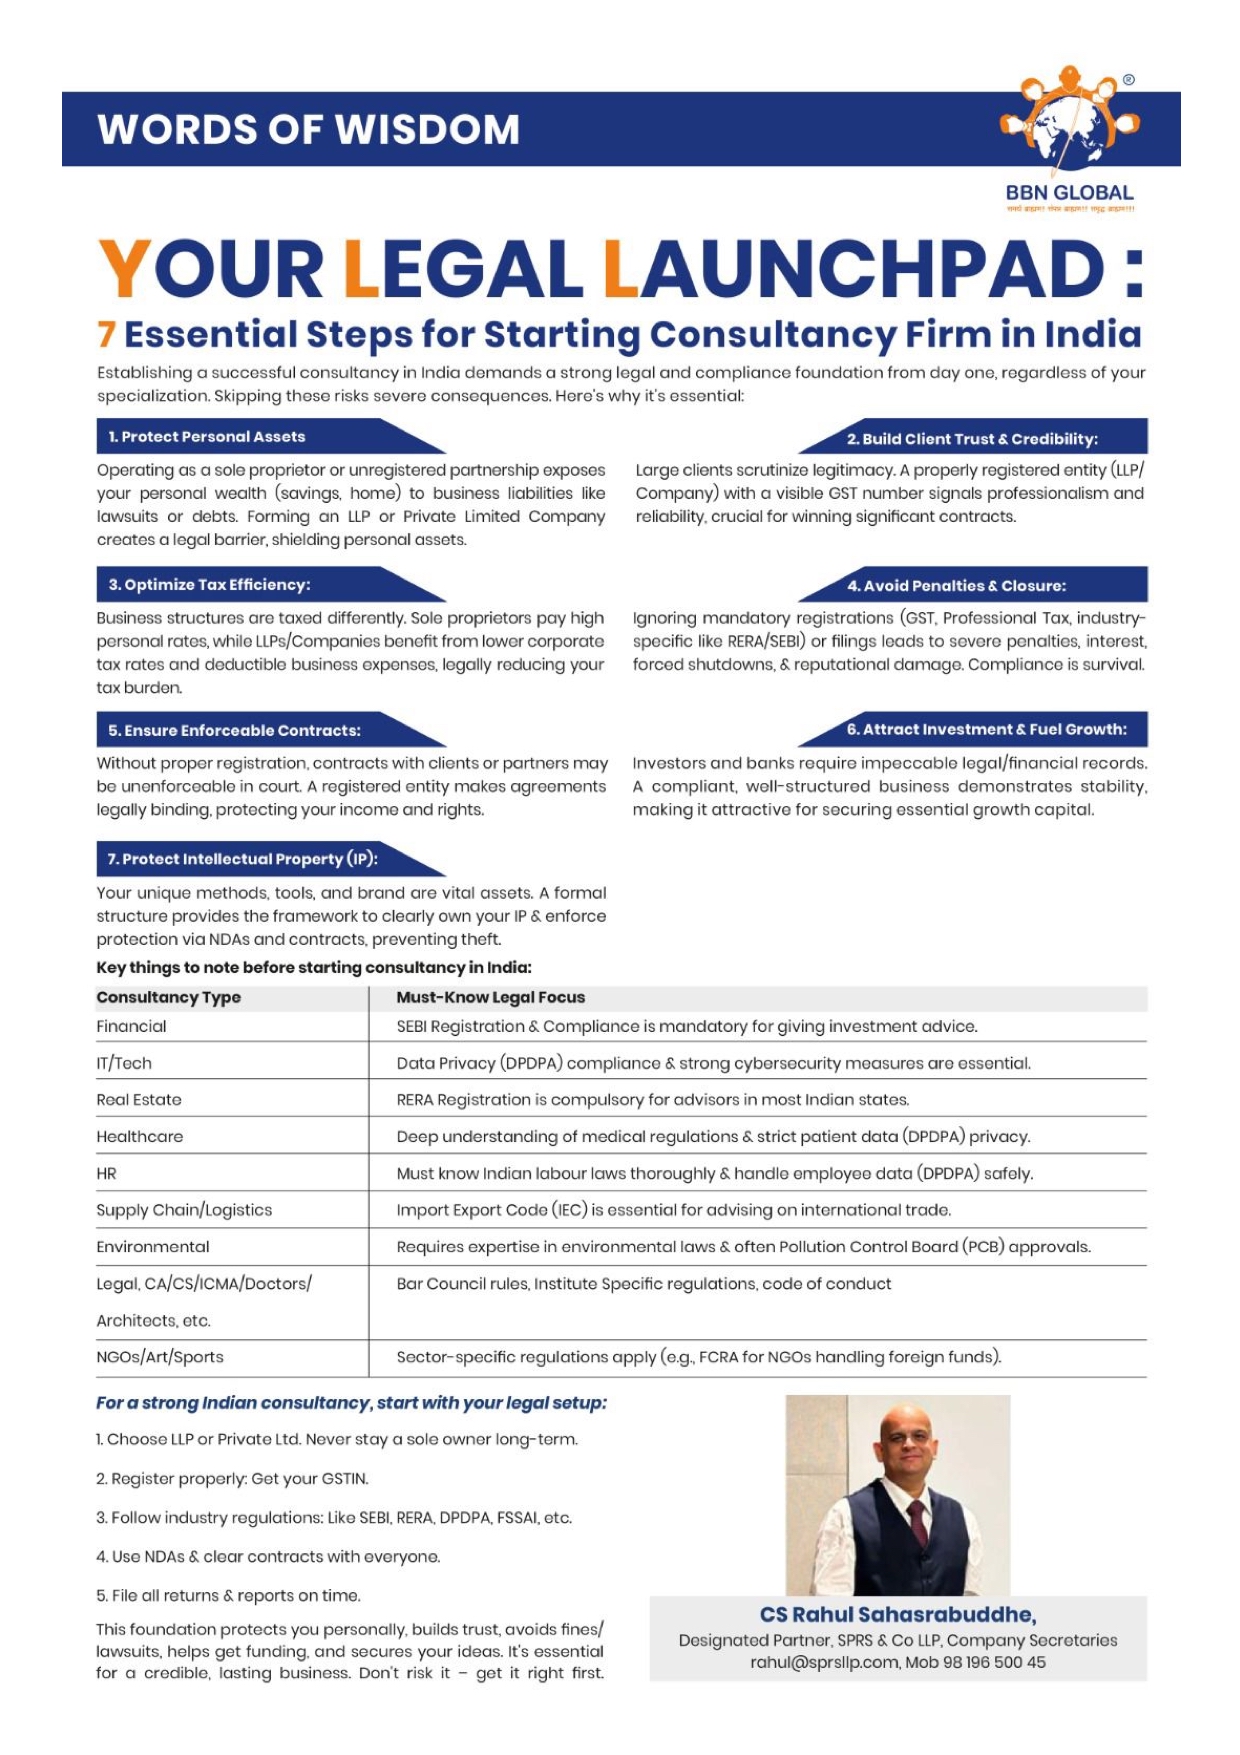 WORDS OF WISDOM
®
BBN GLOBAL
YOUR LEGAL LAUNCHPAD :
7 Essential Steps for Starting Consultancy Firm in India
Establishing a successful consultancy in India demands a strong legal and compliance foundation from day one, regardless of your
specialization. Skipping these risks severe consequences. Here's why it's essential:
1. Protect Personal Assets
Operating as a sole proprietor or unregistered partnership exposes
your personal wealth (savings, home) to business liabilities like
lawsuits or debts. Forming an LLP or Private Limited Company
creates a legal barrier, shielding personal assets.
2. Build Client Trust & Credibility:
Large clients scrutinize legitimacy. A properly registered entity (LLP/
Company) with a visible GST number signals professionalism and
reliability, crucial for winning significant contracts.
3. Optimize Tax Efficiency:
Business structures are taxed differently. Sole proprietors pay high
personal rates, while LLPs/Companies benefit from lower corporate
tax rates and deductible business expenses, legally reducing your
tax burden.
4. Avoid Penalties & Closure:
Ignoring mandatory registrations (GST, Professional Tax, industry-
specific like RERA/SEBI) or filings leads to severe penalties, interest,
forced shutdowns, & reputational damage. Compliance is survival.
5. Ensure Enforceable Contracts:
Without proper registration, contracts with clients or partners may
be unenforceable in court. A registered entity makes agreements
legally binding, protecting your income and rights.
6. Attract Investment & Fuel Growth:
Investors and banks require impeccable legal/financial records.
A compliant, well-structured business demonstrates stability,
making it attractive for securing essential growth capital.
7. Protect Intellectual Property (IP):
Your unique methods, tools, and brand are vital assets. A formal
structure provides the framework to clearly own your IP & enforce
protection via NDAs and contracts, preventing theft.
Key things to note before starting consultancy in India:
Consultancy Type Must-Know Legal Focus
Financial SEBI Registration & Compliance is mandatory for giving investment advice.
IT/Tech Data Privacy (DPDPA) compliance & strong cybersecurity measures are essential.
Real Estate RERA Registration is compulsory for advisors in most Indian states.
Healthcare Deep understanding of medical regulations & strict patient data (DPDPA) privacy.
HR Must know Indian labour laws thoroughly & handle employee data (DPDPA) safely.
Supply Chain/Logistics Import Export Code (IEC) is essential for advising on international trade.
Environmental Requires expertise in environmental laws & often Pollution Control Board (PCB) approvals.
Legal, CA/CS/ICMA/Doctors/ Bar Council rules, Institute Specific regulations, code of conduct
Architects, etc.
NGOs/Art/Sports Sector-specific regulations apply (e.g., FCRA for NGOs handling foreign funds).
For a strong Indian consultancy, start with your legal setup:
1. Choose LLP or Private Ltd. Never stay a sole owner long-term.
2. Register properly: Get your GSTIN.
3. Follow industry regulations: Like SEBI, RERA, DPDPA, FSSAI, etc.
4. Use NDAs & clear contracts with everyone.
5. File all returns & reports on time.
This foundation protects you personally, builds trust, avoids fines/
lawsuits, helps get funding, and secures your ideas. It's essential
for a credible, lasting business. Don't risk it – get it right first.
CS Rahul Sahasrabuddhe,
Designated Partner, SPRS & Co LLP, Company Secretaries
rahul@sprsllp.com, Mob 98 196 500 45